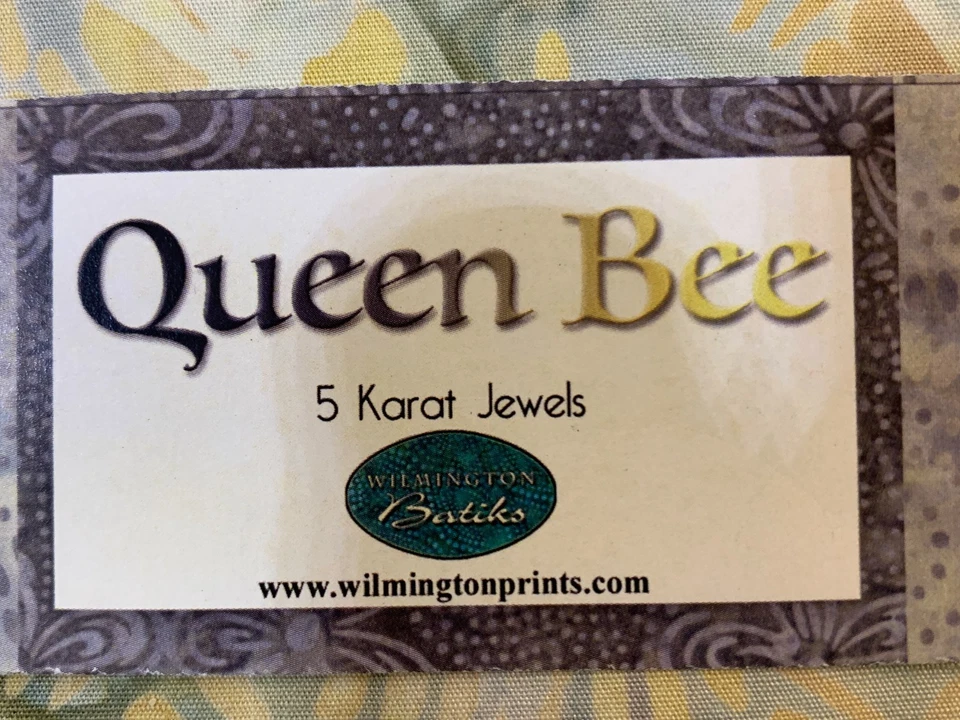 Queen Bee
5 Karat Jewels
WILMINGTON
Batiks
www.wilmingtonprints.com